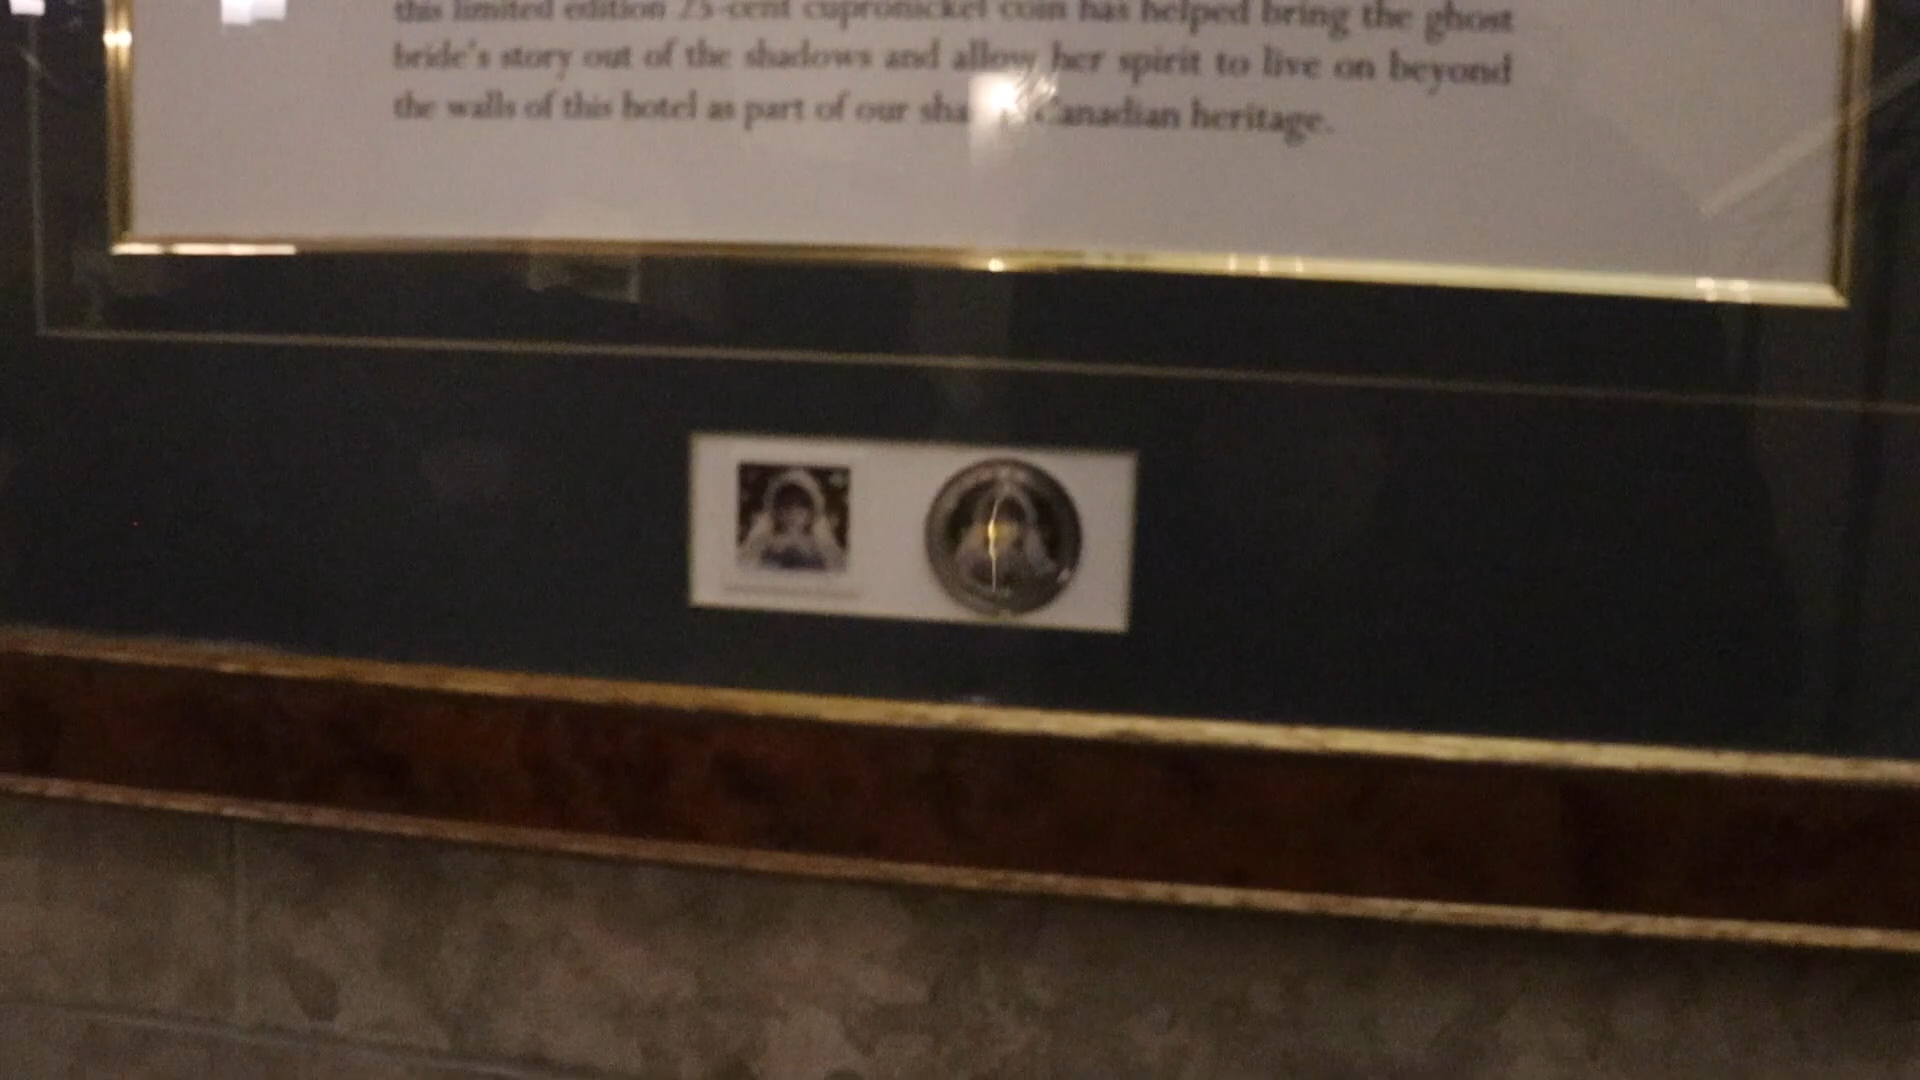 this limited edition 25-cent cupronickel coin has helped bring the ghost
bride's story out of the shadows and allow her spirit to live on beyond
the walls of this hotel as part of our sha Canadian heritage.